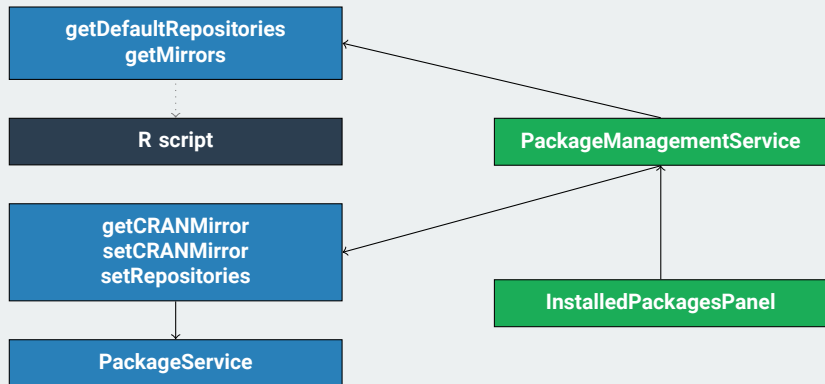 getDefaultRepositories
getMirrors
R script
PackageManagementService
getCRANMirror
setCRANMirror
setRepositories
InstalledPackagesPanel
PackageService